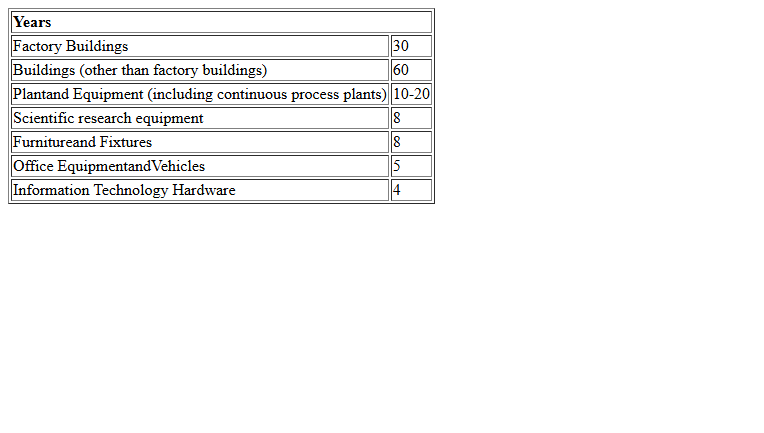 Years
Factory Buildings 30
Buildings (other than factory buildings) 60
Plantand Equipment (including continuous process plants) 10-20
Scientific research equipment 8
Furnitureand Fixtures 8
Office EquipmentandVehicles 5
Information Technology Hardware 4